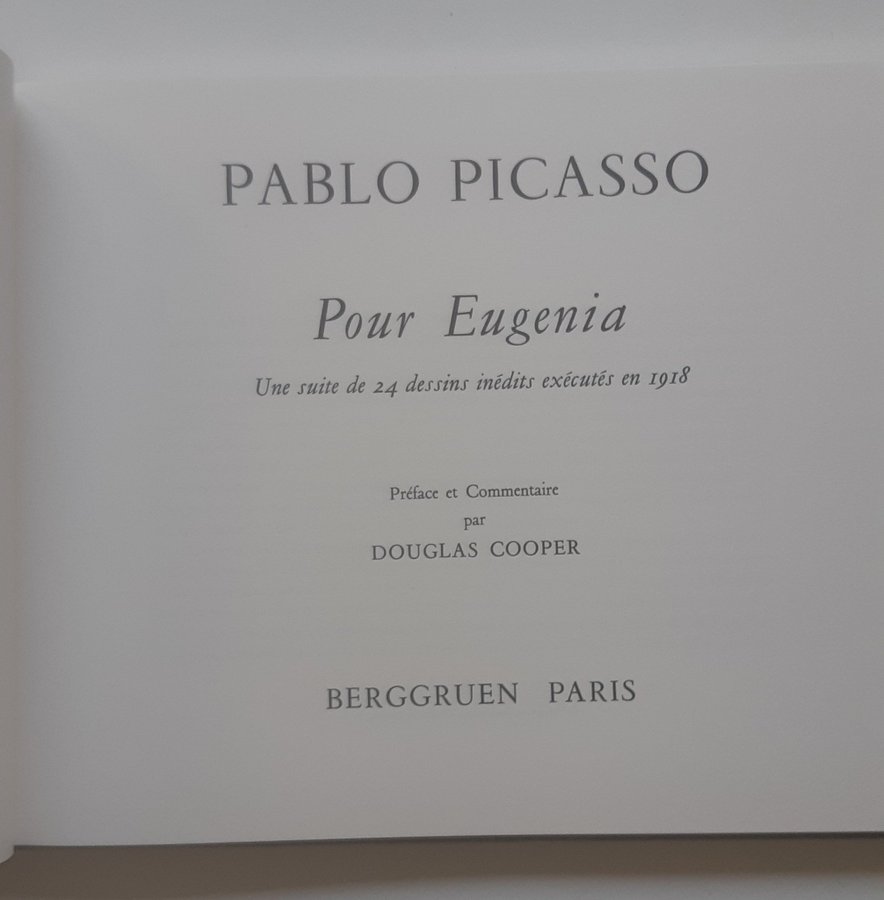 PABLO PICASSO
Pour Eugenia
Une suite de 24 dessins inédits exécutés en 1918
Préface et Commentaire
par
DOUGLAS COOPER
BERGGRUEN PARIS